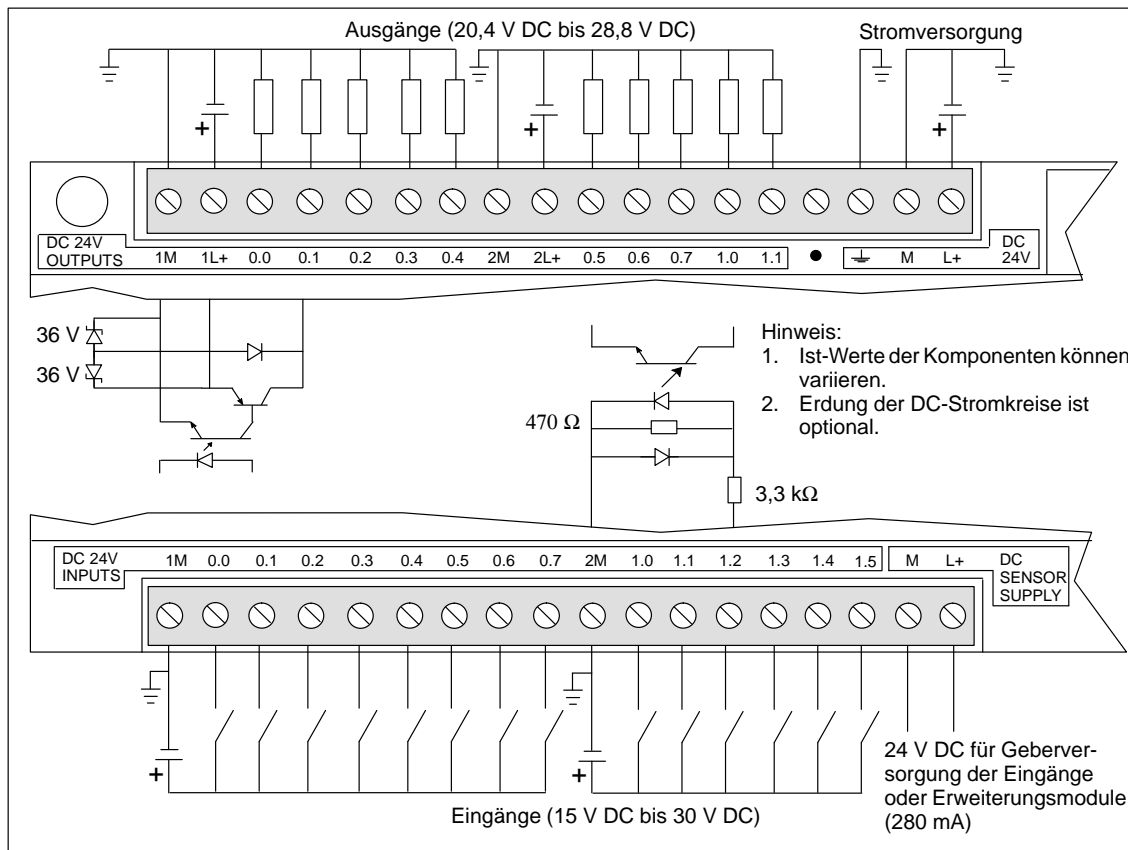 Ausgänge (20,4 V DC bis 28,8 V DC)
Stromversorgung
+ + +
DC 24V
OUTPUTS
1M 1L+ 0.0 0.1 0.2 0.3 0.4 2M 2L+ 0.5 0.6 0.7 1.0 1.1 M L+
DC
24V
36 V
36 V
470 Ω
3,3 kΩ
Hinweis:
1. Ist-Werte der Komponenten können
variieren.
2. Erdung der DC-Stromkreise ist
optional.
DC 24V
INPUTS
1M 0.0 0.1 0.2 0.3 0.4 0.5 0.6 0.7 2M 1.0 1.1 1.2 1.3 1.4 1.5 M L+
DC
SENSOR
SUPPLY
+ +
Eingänge (15 V DC bis 30 V DC)
24 V DC für Geberver-
sorgung der Eingänge
oder Erweiterungsmodule
(280 mA)